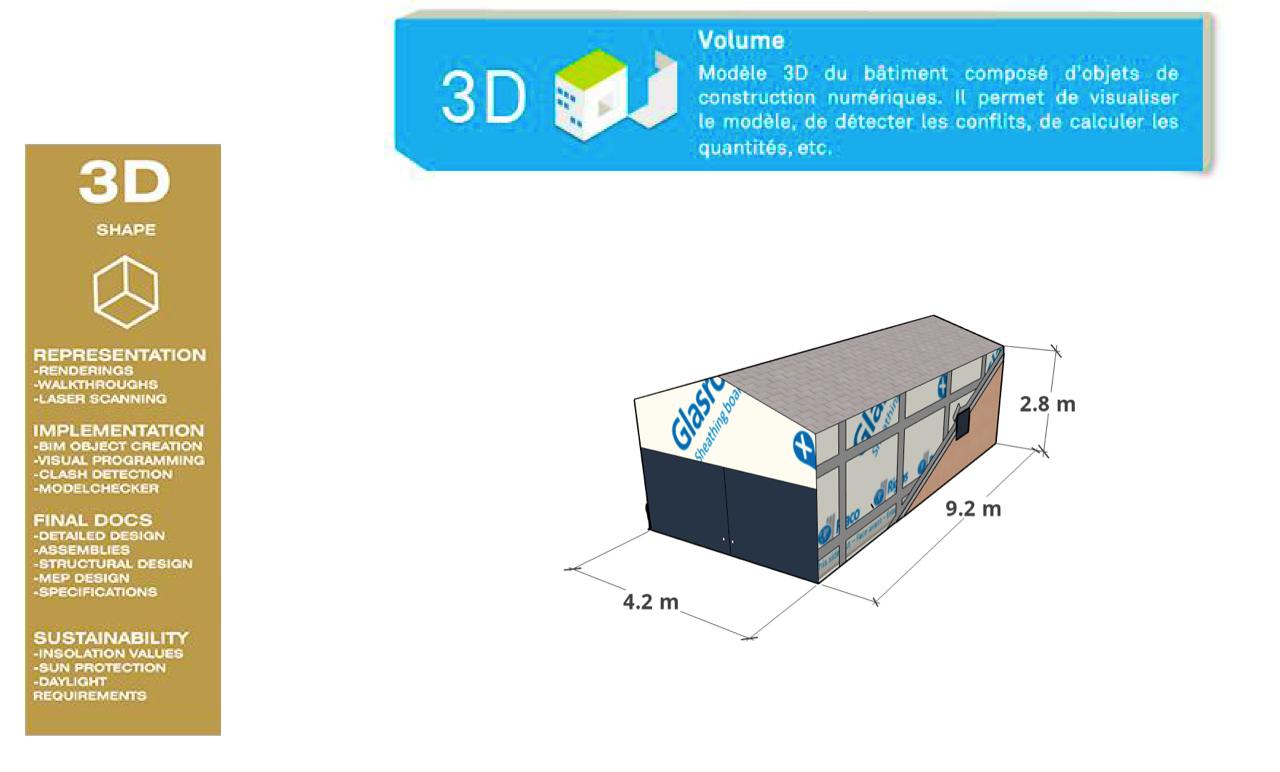 3D
Volume
Modèle 3D du bâtiment composé d'objets de
construction numériques. Il permet de visualiser
le modèle, de détecter les conflits, de calculer les
quantités, etc.
3D
SHAPE
REPRESENTATION
-RENDERINGS
-WALKTHROUGHS
-LASER SCANNING
IMPLEMENTATION
-BIM OBJECT CREATION
-VISUAL PROGRAMMING
-CLASH DETECTION
-MODELCHECKER
FINAL DOCS
-DETAILED DESIGN
-ASSEMBLIES
-STRUCTURAL DESIGN
-MEP DESIGN
-SPECIFICATIONS
SUSTAINABILITY
-INSOLATION VALUES
-SUN PROTECTION
-DAYLIGHT
REQUIREMENTS
Glasro
Sheathing boa
2.8 m
9.2 m
4.2 m